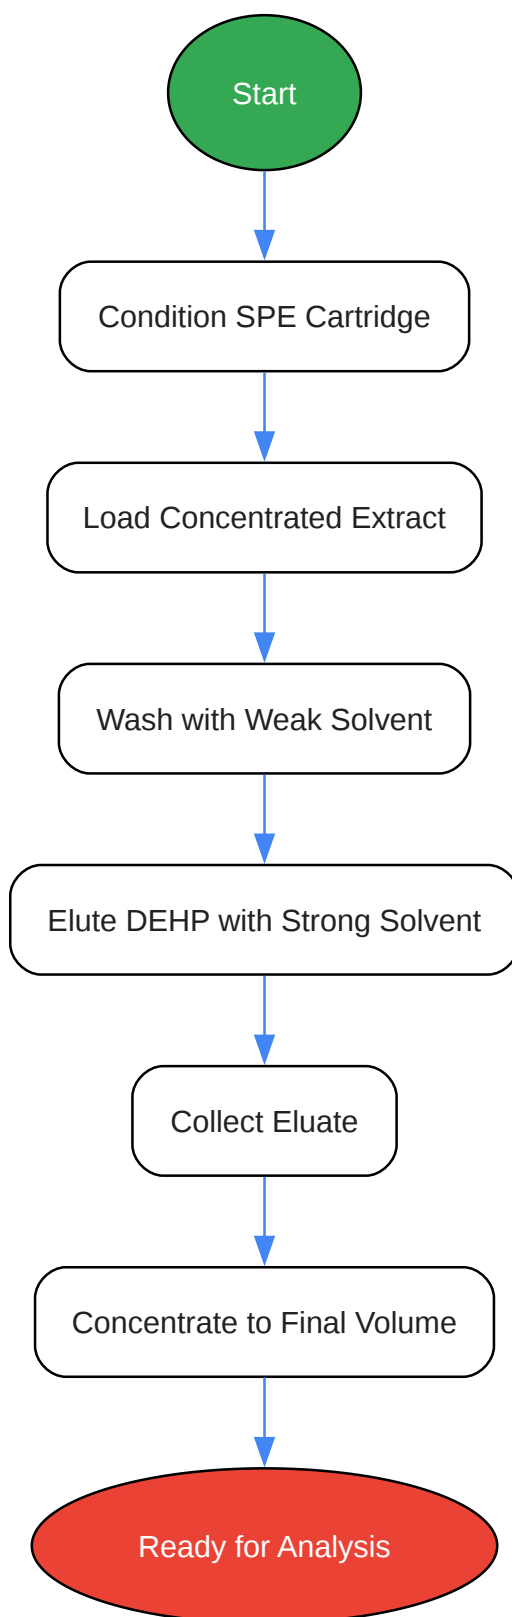 Start
Condition SPE Cartridge
Load Concentrated Extract
Wash with Weak Solvent
Elute DEHP with Strong Solvent
Collect Eluate
Concentrate to Final Volume
Ready for Analysis